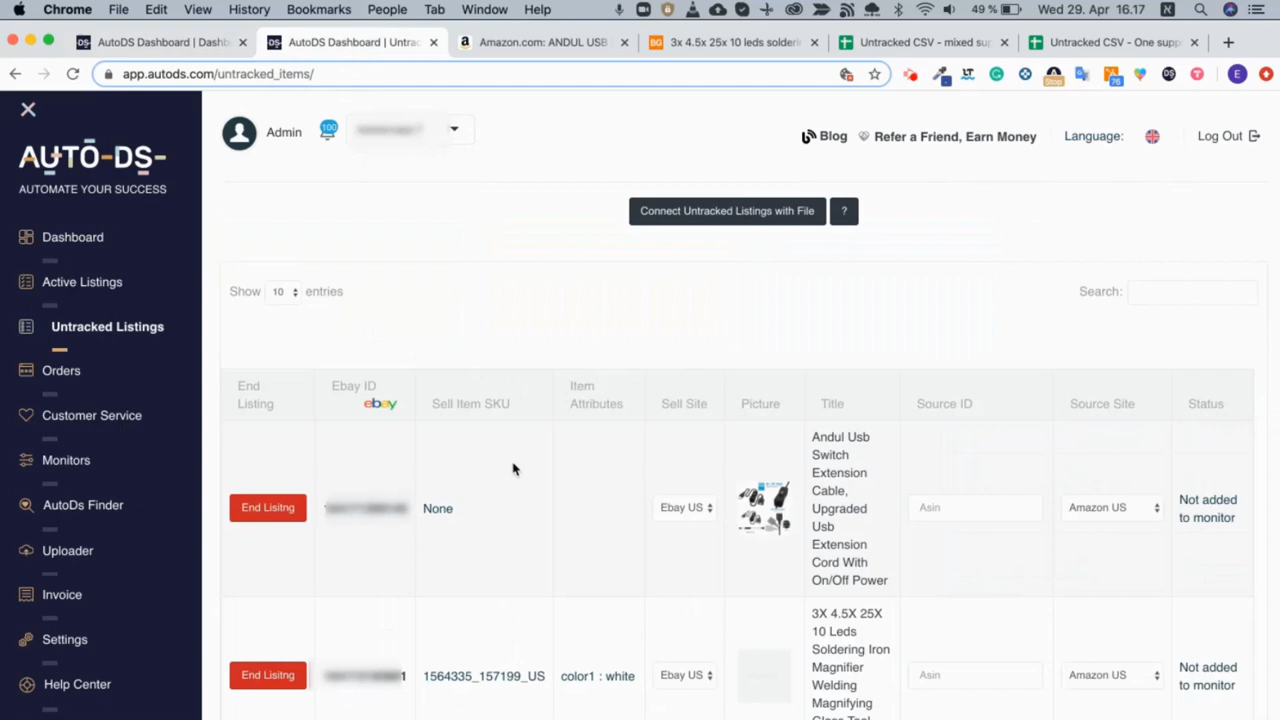 Chrome File Edit View History Bookmarks People Tab Window Help 49 % Wed 29. Apr 16.17
AutoDS Dashboard | Dashb
AutoDS Dashboard | Untrac
Amazon.com: ANDUL USB
3x 4.5x 25x 10 leds solderin
Untracked CSV - mixed sup
Untracked CSV - One supp
app.autods.com/untracked_items/
Stop
76
E
AUTO-DS-
AUTOMATE YOUR SUCCESS
Dashboard
Active Listings
Untracked Listings
Orders
Customer Service
Monitors
AutoDs Finder
Uploader
Invoice
Settings
Help Center
Admin
100
Blog
Refer a Friend, Earn Money
Language:
Log Out
Connect Untracked Listings with File ?
Show 10 entries
Search:
End Listing
Ebay ID
ebay
Sell Item SKU
Item Attributes
Sell Site
Picture
Title
Source ID
Source Site
Status
End Lisitng
None
Ebay US
Andul Usb
Switch
Extension
Cable,
Upgraded
Usb
Extension
Cord With
On/Off Power
Asin
Amazon US
Not added
to monitor
End Lisitng
1564335_157199_US
color1 : white
Ebay US
3X 4.5X 25X
10 Leds
Soldering Iron
Magnifier
Welding
Magnifying
Glass Tool
Asin
Amazon US
Not added
to monitor